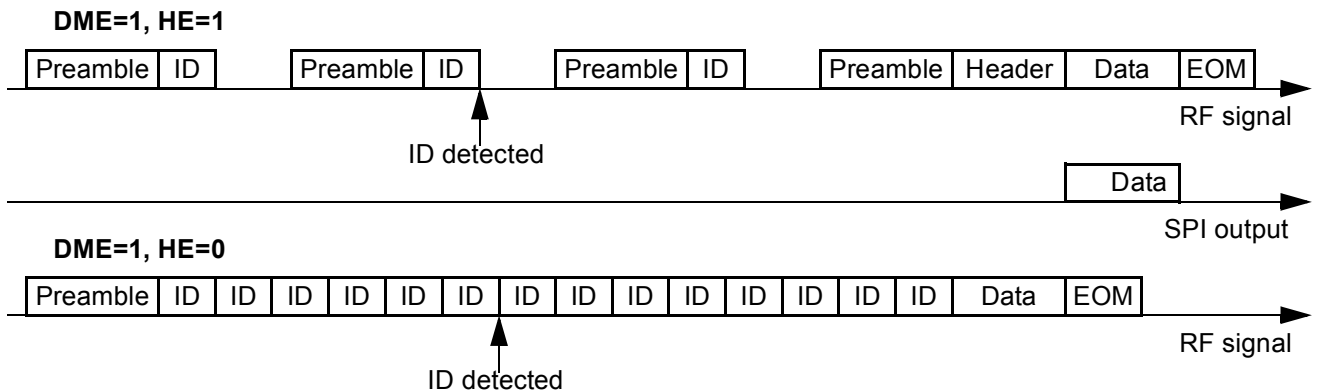 DME=1, HE=1
Preamble ID Preamble ID Preamble ID Preamble Header Data EOM
RF signal
ID detected
Data
SPI output
DME=1, HE=0
Preamble ID ID ID ID ID ID ID ID ID ID ID ID ID ID Data EOM
RF signal
ID detected